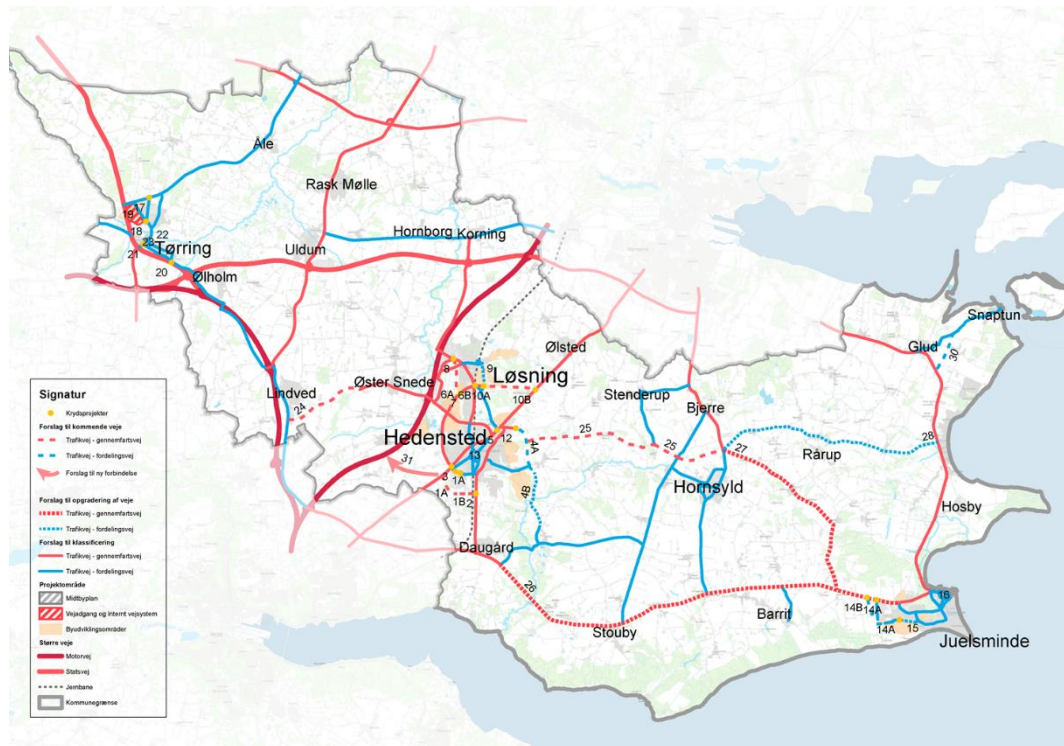 Åle
Rask Mølle
17
19
18
22
23
21
Tørring
20
Ølholm
Uldum
Hornborg
Korning
Snaptun
Glud
30
Ølsted
Øster Snede
8
9
Løsning
6A
7
6B
10A
10B
Lindved
24
Stenderup
Bjerre
Hedensted
5
12
4A
25
25
27
Rårup
28
31
13
3
1A
1A
1B
2
4B
Hornsyld
Hosby
Daugård
26
Stouby
Barrit
14B
14A
14A
15
16
Juelsminde
Signatur
Krydsprojekter
Forslag til kommende veje
Trafikvej - gennemfartsvej
Trafikvej - fordelingsvej
Forslag til ny forbindelse
Forslag til opgradering af veje
Trafikvej - gennemfartsvej
Trafikvej - fordelingsvej
Forslag til klassificering
Trafikvej - gennemfartsvej
Trafikvej - fordelingsvej
Projektområde
Midtbyplan
Vejadgang og internt vejsystem
Byudviklingsområder
Større veje
Motorvej
Statsvej
Jernbane
Kommunegrænse